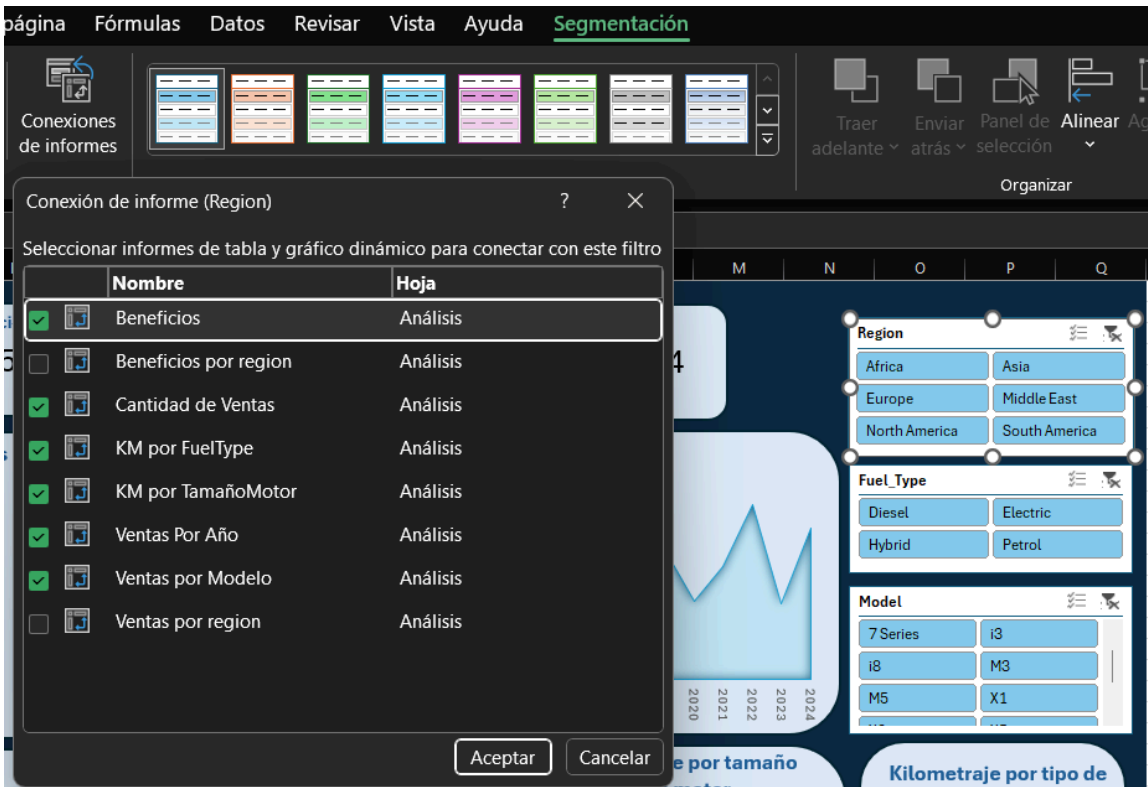 página Fórmulas Datos Revisar Vista Ayuda Segmentación
Conexiones
de informes
Traer
adelante
Enviar
atrás
Panel de
selección
Alinear
Organizar
Conexión de informe (Region) ?
Seleccionar informes de tabla y gráfico dinámico para conectar con este filtro
Nombre Hoja
Beneficios Análisis
Beneficios por region Análisis
Cantidad de Ventas Análisis
KM por FuelType Análisis
KM por TamañoMotor Análisis
Ventas Por Año Análisis
Ventas por Modelo Análisis
Ventas por region Análisis
Aceptar Cancelar
M N O P Q
4
Region
Africa Asia
Europe Middle East
North America South America
Fuel_Type
Diesel Electric
Hybrid Petrol
Model
7 Series i3
i8 M3
M5 X1
2020 2021 2022 2023 2024
e por tamaño
Kilometraje por tipo de